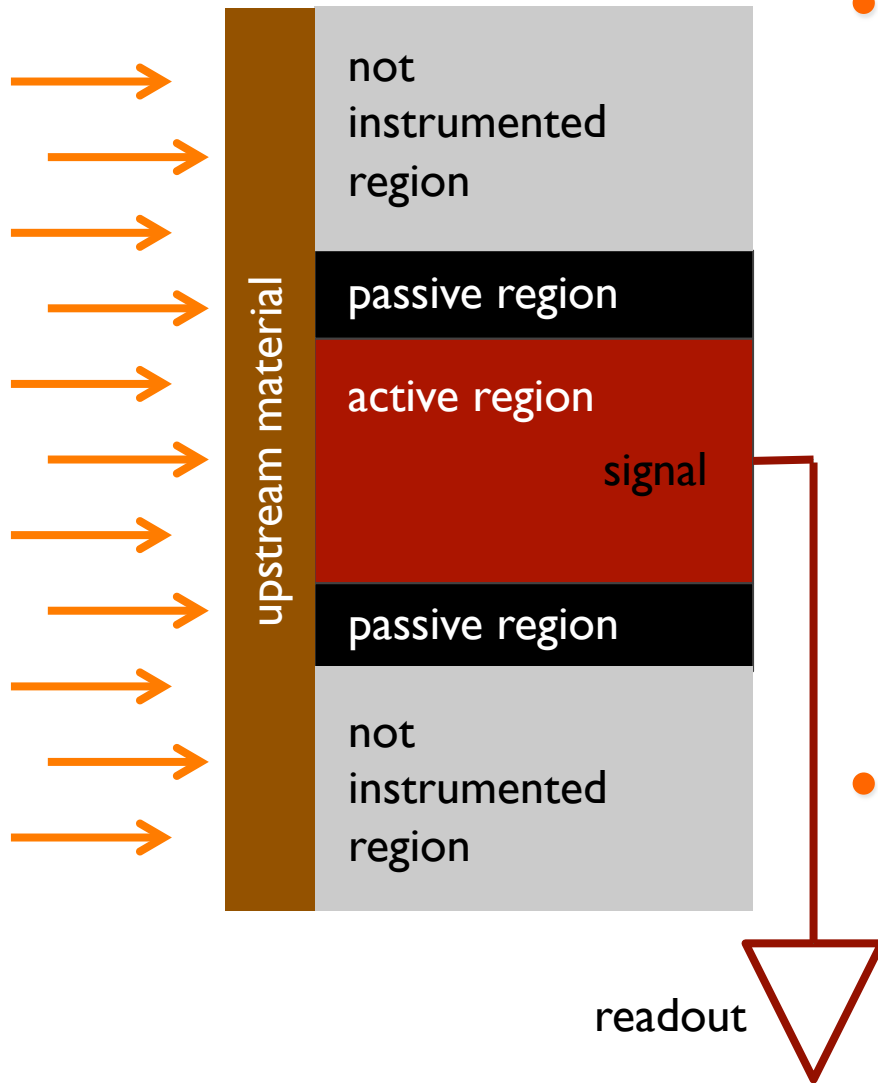 not
instrumented
region
passive region
upstream material
active region
signal
passive region
not
instrumented
region
readout